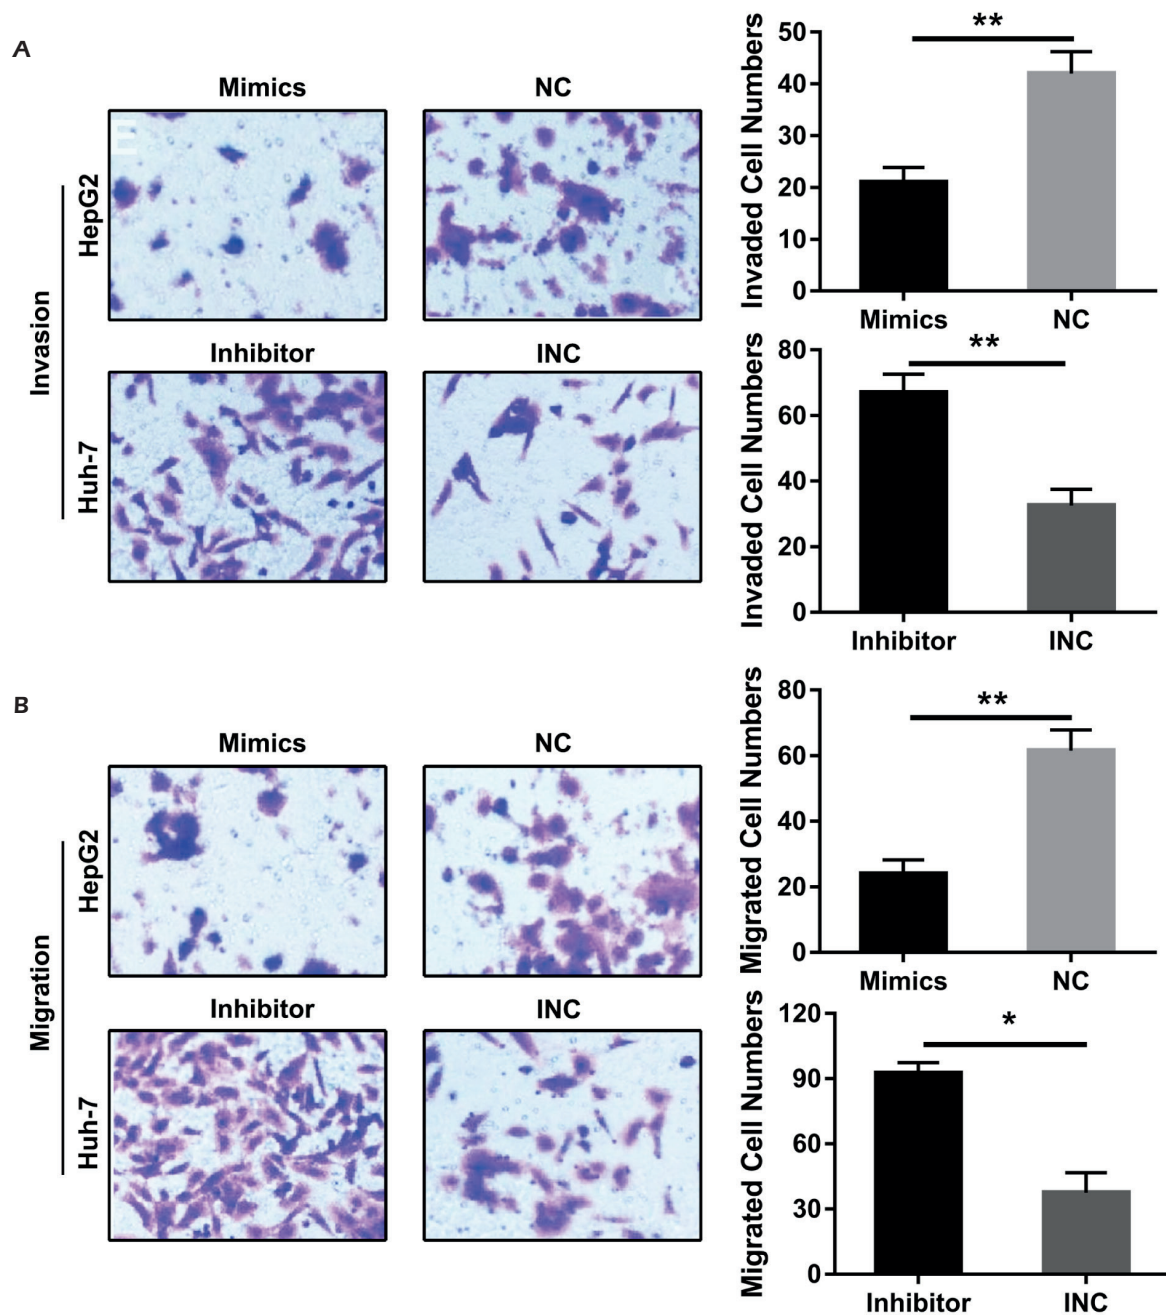 A
Mimics
NC
HepG2
E
Invasion
Inhibitor
INC
Huh-7
Invaded Cell Numbers
50
40
30
20
10
0
**
Mimics
NC
Invaded Cell Numbers
80
60
40
20
0
**
Inhibitor
INC
B
Mimics
NC
HepG2
Migration
Inhibitor
INC
Huh-7
Migrated Cell Numbers
80
60
40
20
0
**
Mimics
NC
Migrated Cell Numbers
120
90
60
30
0
*
Inhibitor
INC